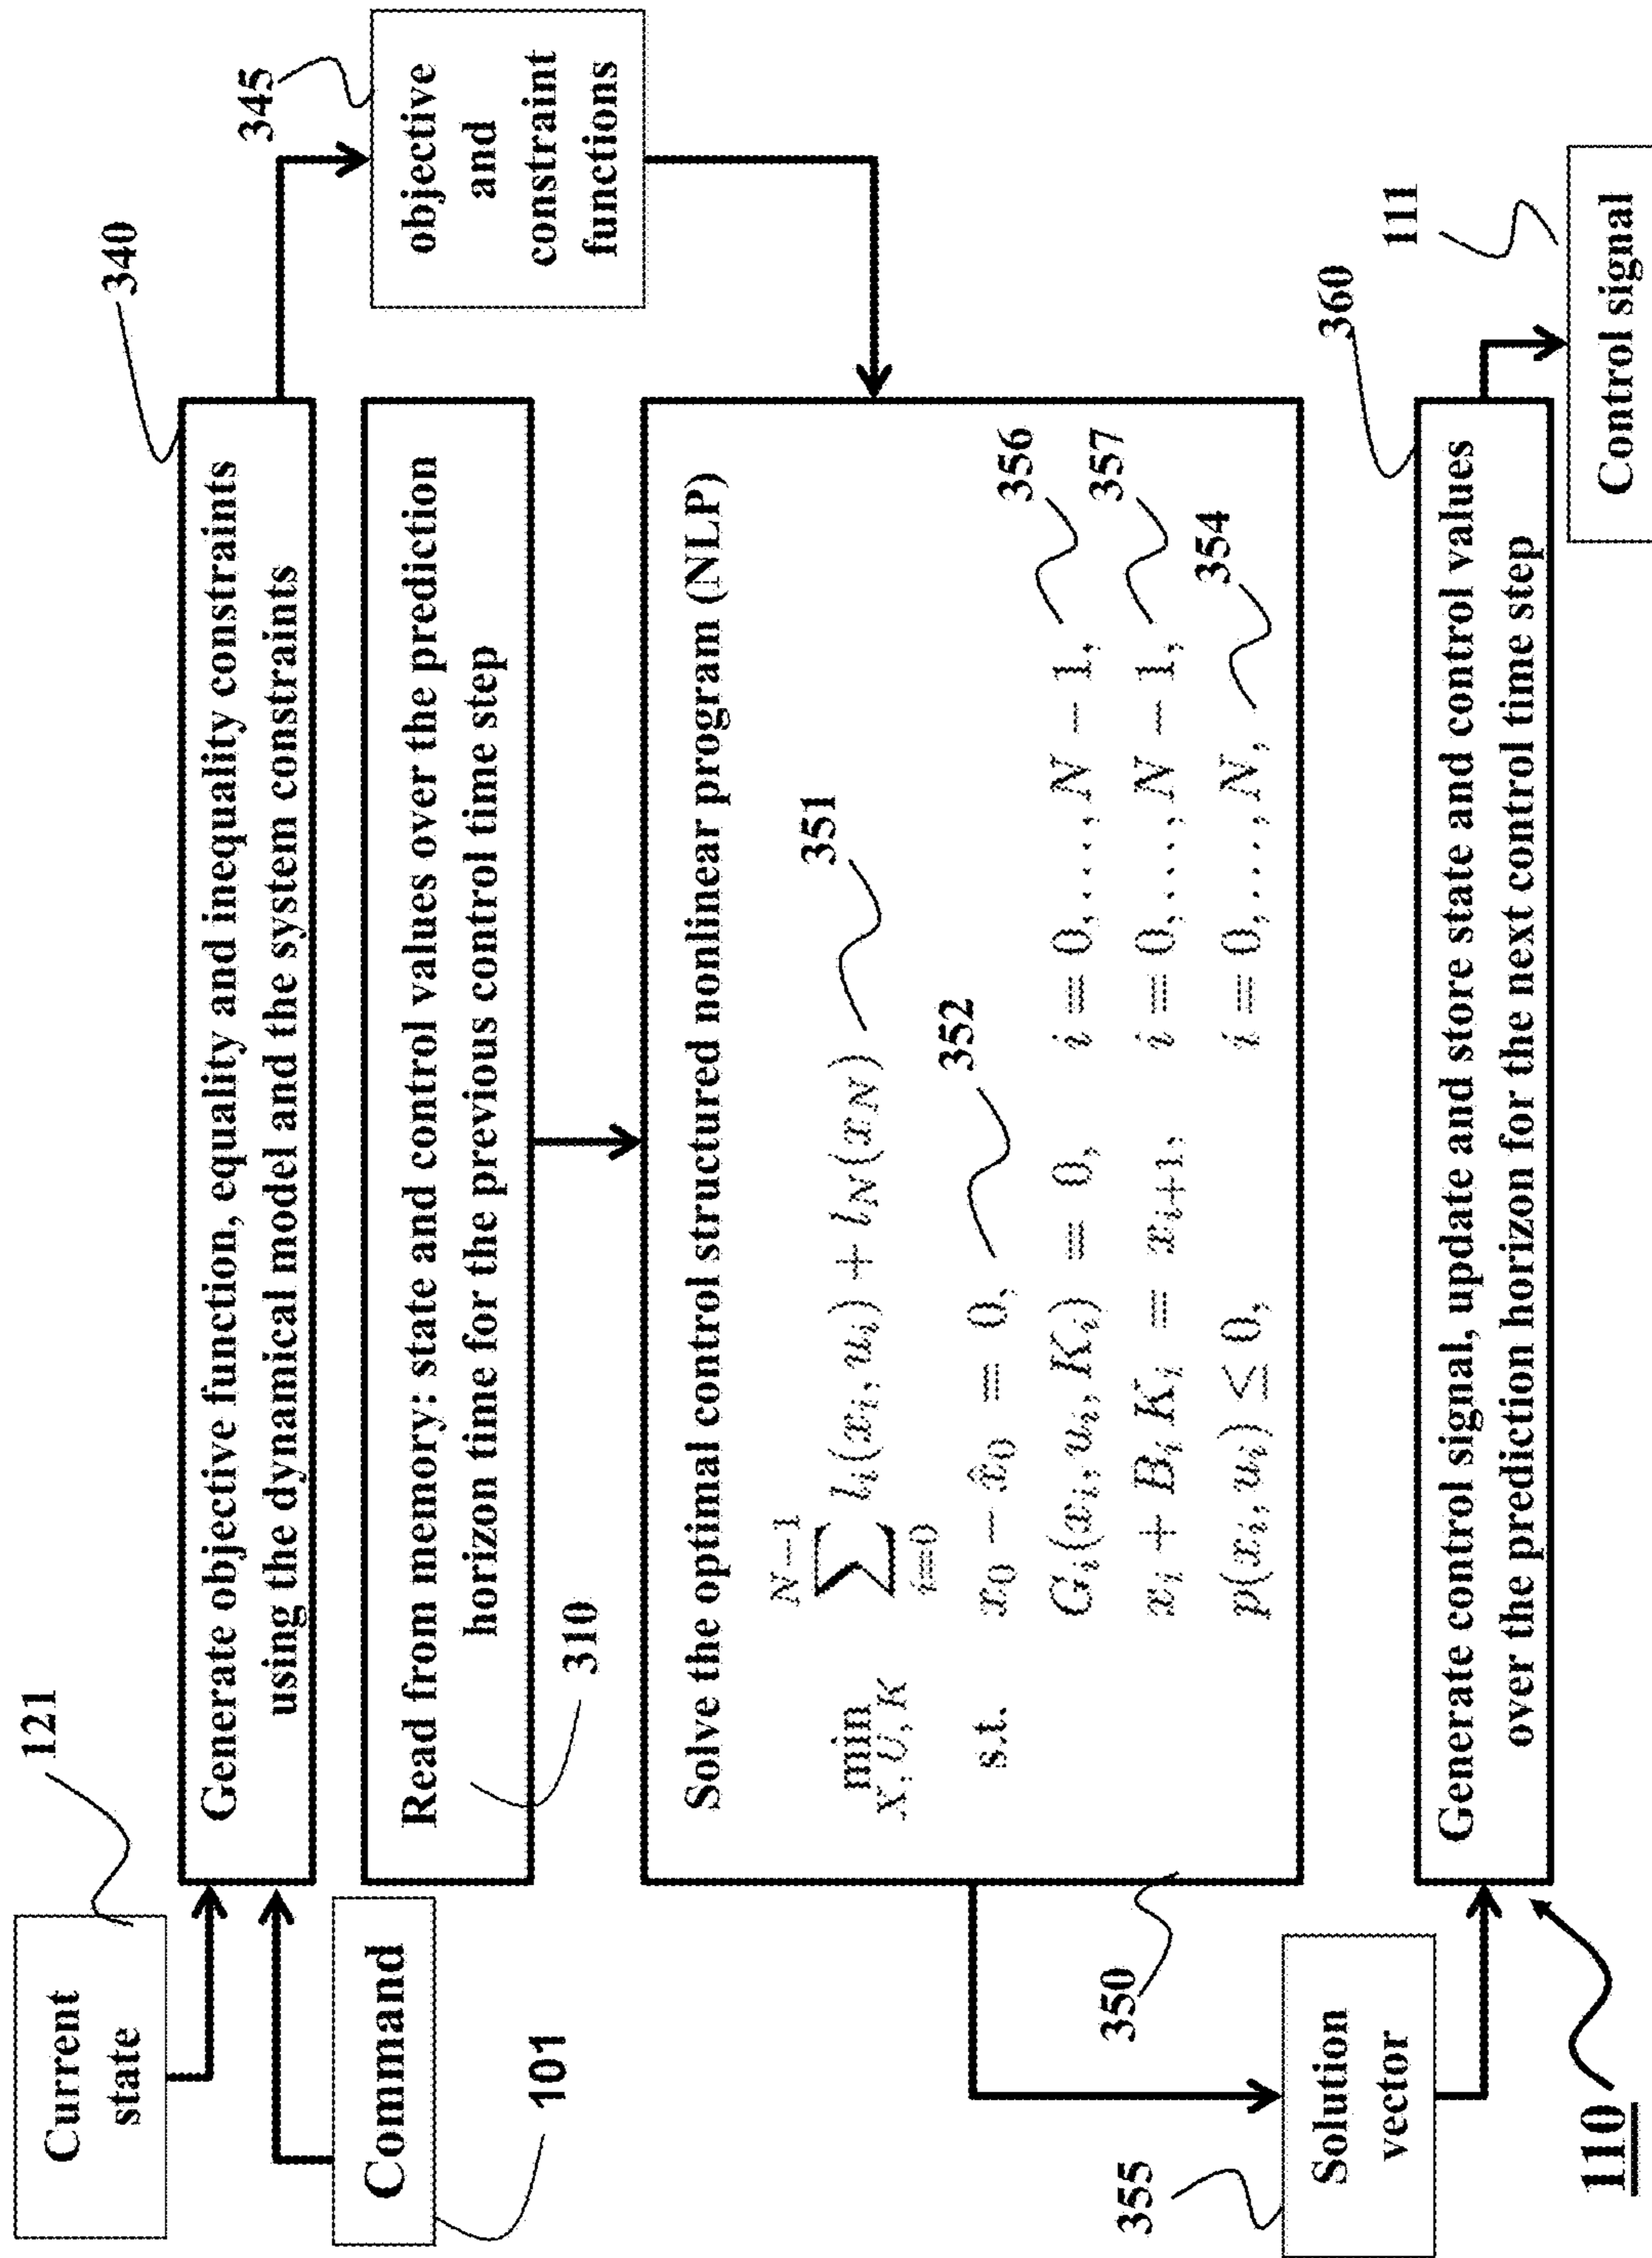 Current
state
121
Command
101
340
Generate objective function, equality and inequality constraints
using the dynamical model and the system constraints
345
objective
and
constraint
functions
Read from memory: state and control values over the prediction
horizon time for the previous control time step
310
Solve the optimal control structured nonlinear program (NLP)
min_{X,U,K} \sum_{i=0}^{N-1} l_i(x_i, u_i) + l_N(x_N) 351
s.t. x_0 − \hat{x}_0 = 0, 352
G_i(x_i, u_i, K_i) = 0, i = 0, …, N − 1, 356
x_i + B_i K_i = x_{i+1}, i = 0, …, N − 1, 357
p(x_i, u_i) ≤ 0, i = 0, …, N, 354
350
355
Solution
vector
360
Generate control signal, update and store state and control values
over the prediction horizon for the next control time step
111
Control signal
110